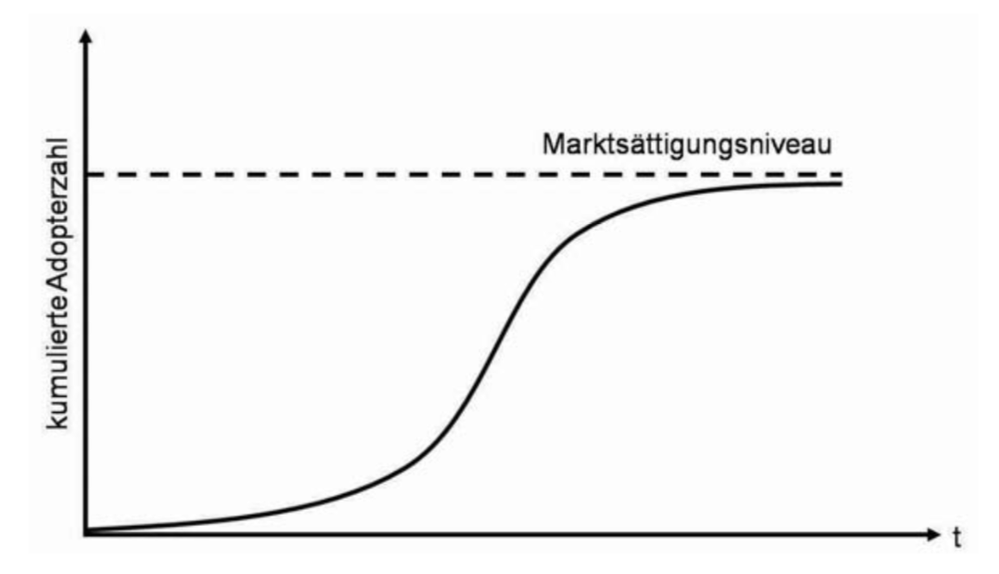 Marktsättigungsniveau
kumulierte Adopterzahl
t